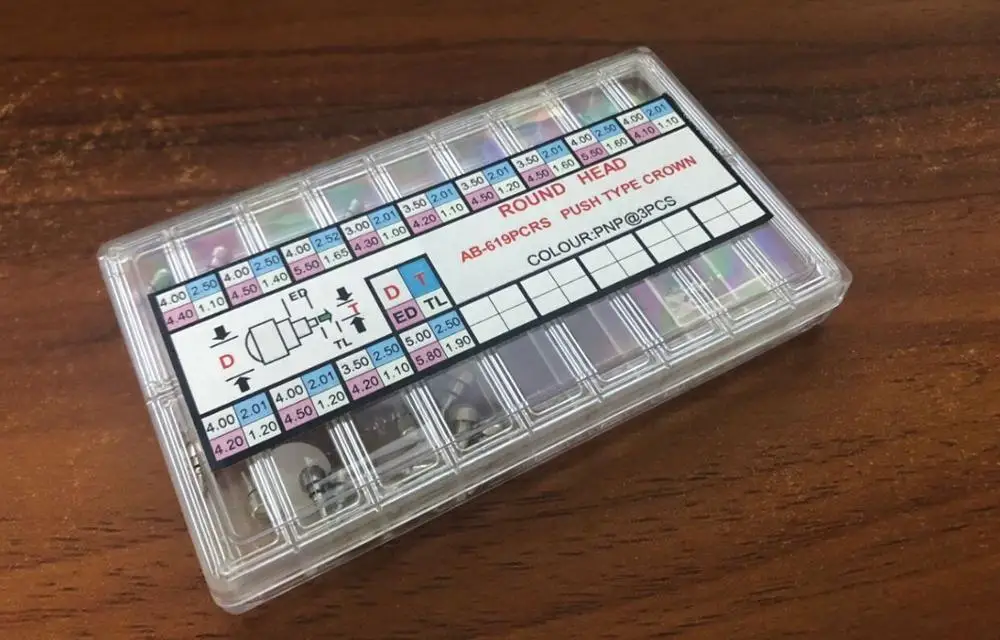 4.00 2.50 4.00 2.50 4.00 2.52 3.00 2.01 3.50 2.01 3.50 2.01 3.50 2.01 4.00 2.50 4.00 2.01
4.40 1.10 4.50 1.40 5.50 1.65 4.30 1.00 4.20 1.10 4.50 1.20 4.50 1.60 5.50 1.60 4.10 1.10
ROUND HEAD
AB-619PCRS PUSH TYPE CROWN
COLOUR:PNP@3PCS
ED
D
T
TL
D T
ED TL
4.00 2.01 4.00 2.01 3.50 2.50 5.00 2.50
4.20 1.20 4.50 1.20 4.20 1.10 5.80 1.90